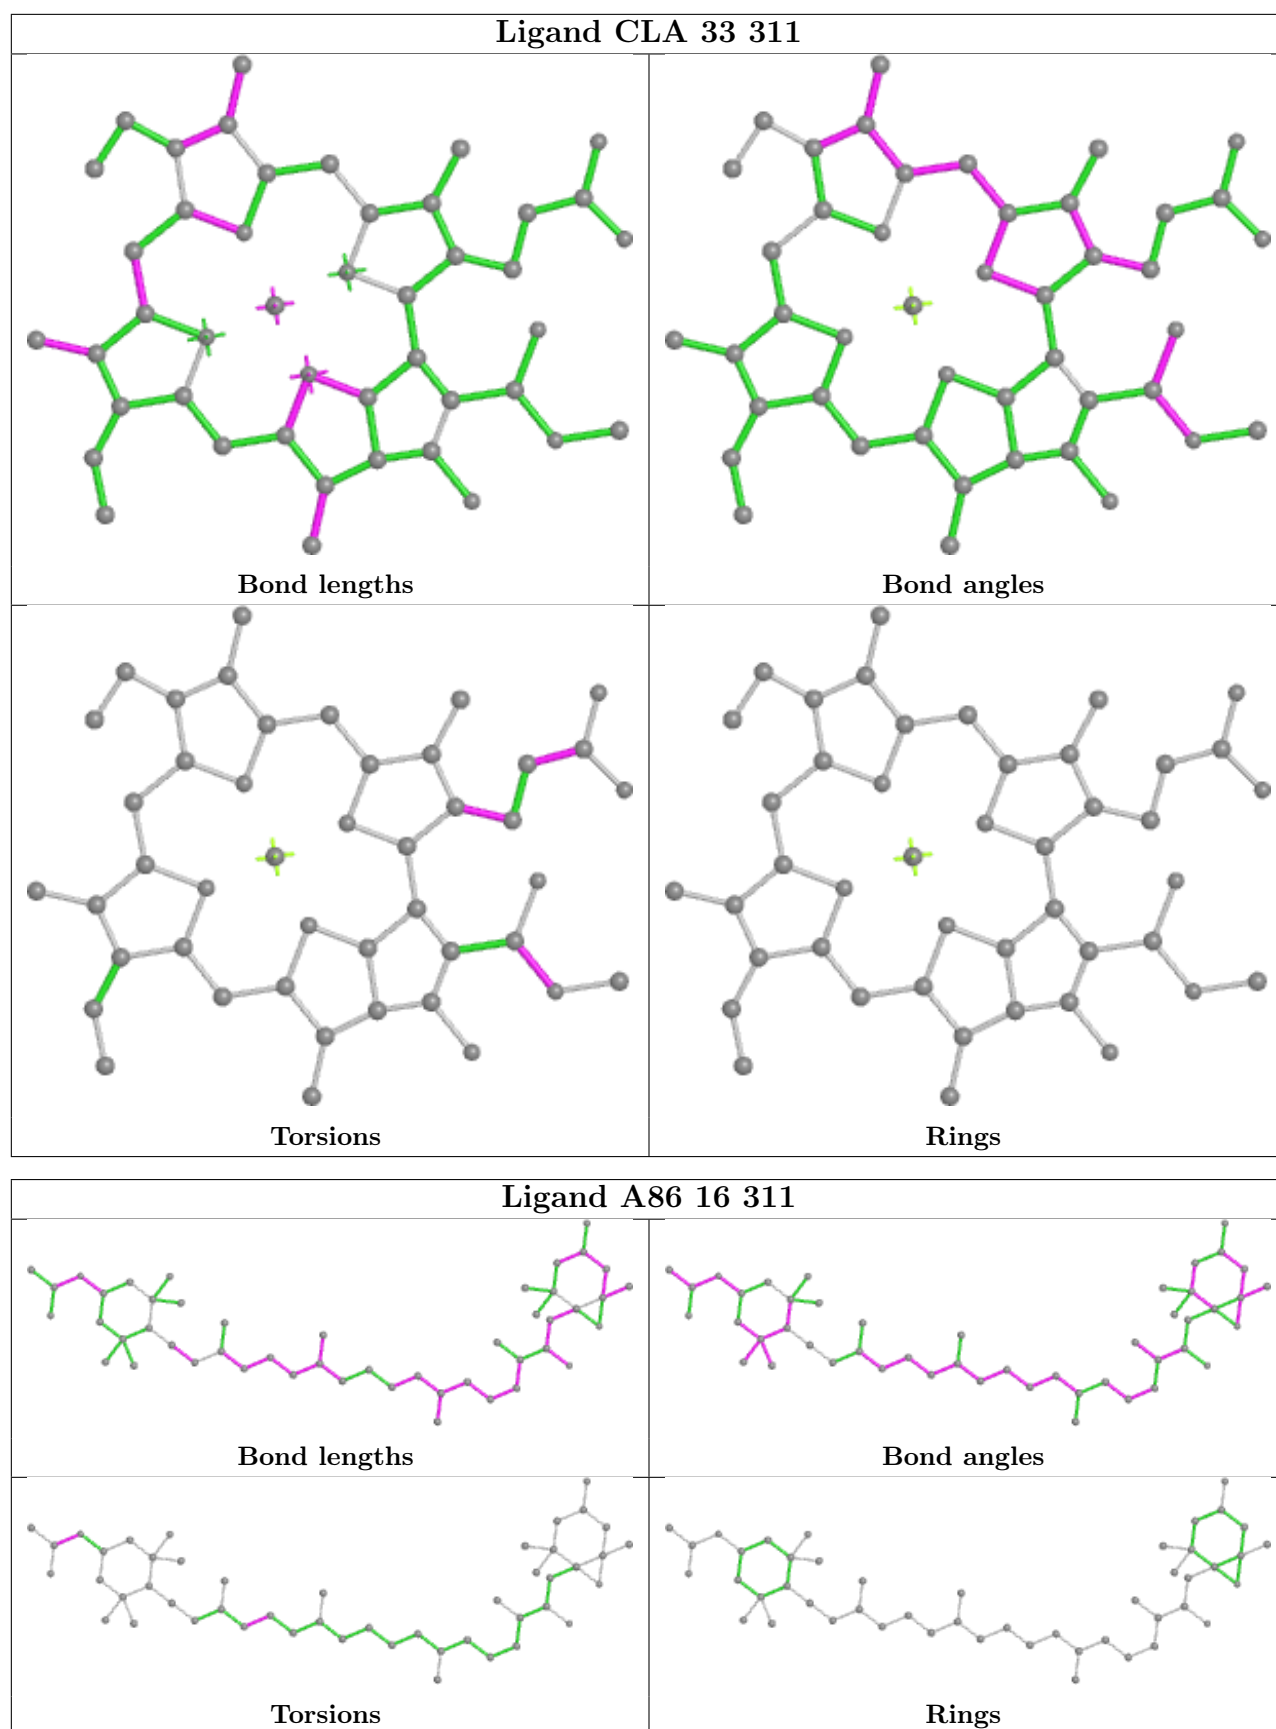 Ligand CLA 33 311
Bond lengths
Bond angles
Torsions
Rings
Ligand A86 16 311
Bond lengths
Bond angles
Torsions
Rings